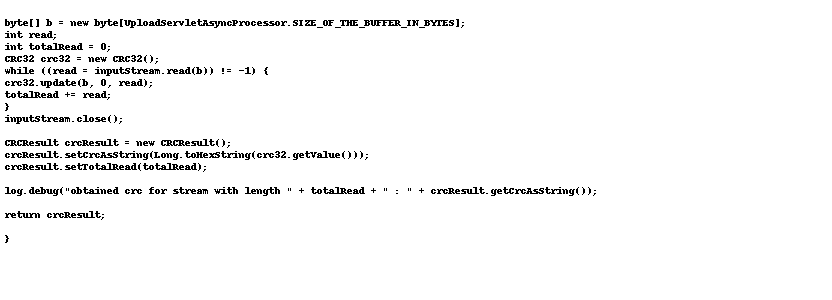 byte[] b = new byte[UploadServletAsyncProcessor.SIZE_OF_THE_BUFFER_IN_BYTES];
int read;
int totalRead = 0;
CRC32 crc32 = new CRC32();
while ((read = inputStream.read(b)) != -1) {
crc32.update(b, 0, read);
totalRead += read;
}
inputStream.close();
CRCResult crcResult = new CRCResult();
crcResult.setCrcAsString(Long.toHexString(crc32.getValue()));
crcResult.setTotalRead(totalRead);
log.debug("obtained crc for stream with length " + totalRead + " : " + crcResult.getCrcAsString());
return crcResult;
}